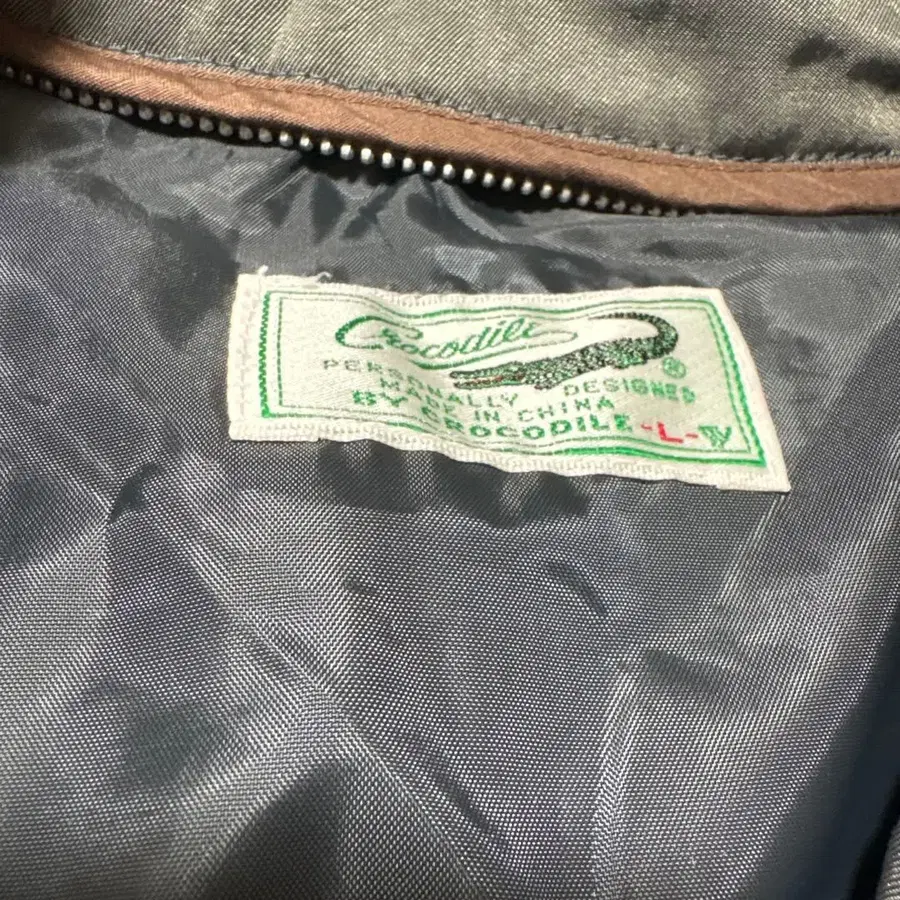 Crocodile ®
PERSONALLY DESIGNED
MADE IN CHINA
BY CROCODILE -L-